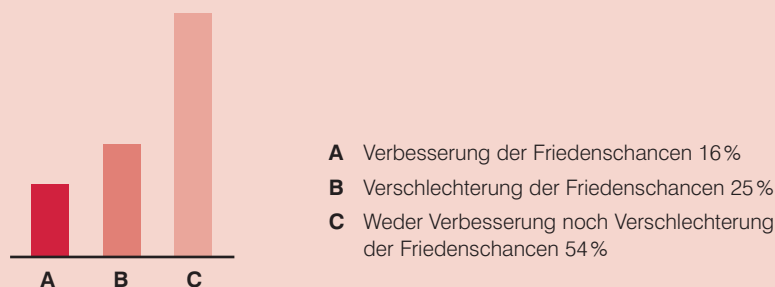 A Verbesserung der Friedenschancen 16 %
B Verschlechterung der Friedenschancen 25 %
C Weder Verbesserung noch Verschlechterung
der Friedenschancen 54 %
A B C